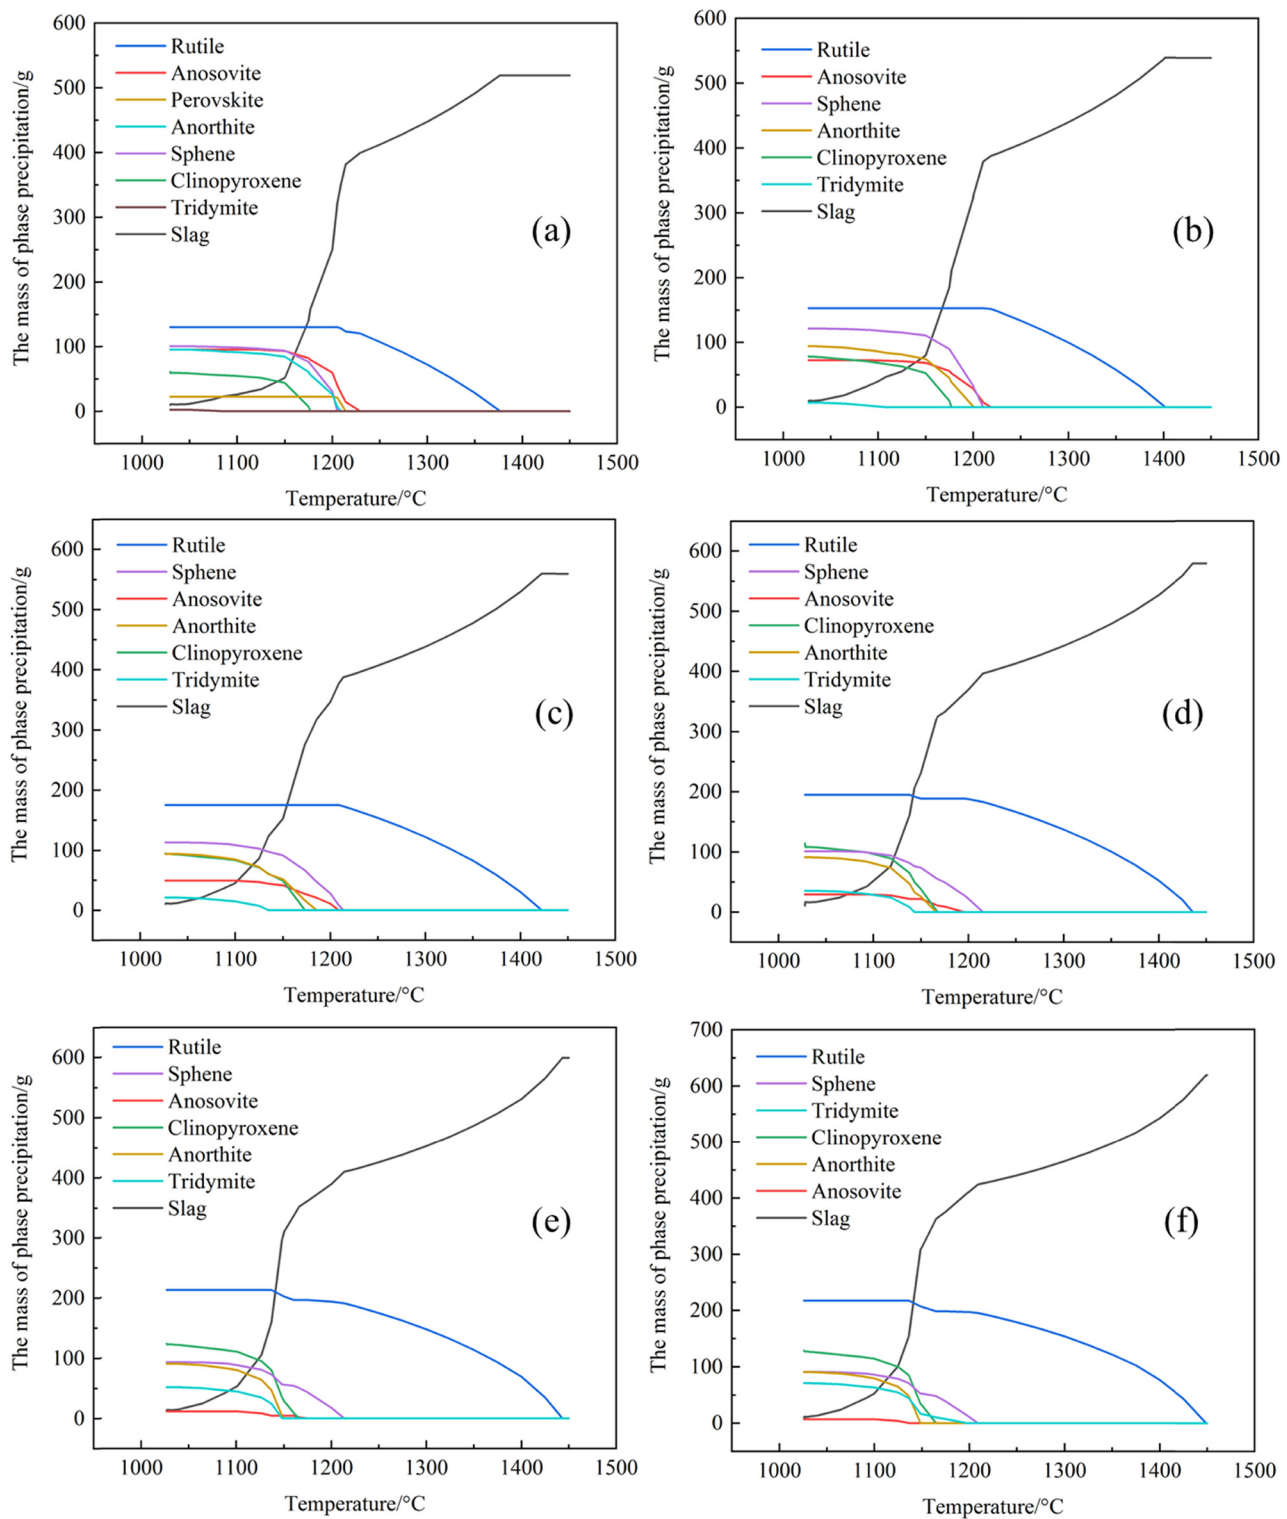 600
500
400
300
200
100
0
The mass of phase precipitation/g
Rutile
Anosovite
Perovskite
Anorthite
Sphene
Clinopyroxene
Tridymite
Slag
(a)
1000 1100 1200 1300 1400 1500
Temperature/°C
600
500
400
300
200
100
0
The mass of phase precipitation/g
Rutile
Anosovite
Sphene
Anorthite
Clinopyroxene
Tridymite
Slag
(b)
1000 1100 1200 1300 1400 1500
Temperature/°C
600
500
400
300
200
100
0
The mass of phase precipitation/g
Rutile
Sphene
Anosovite
Anorthite
Clinopyroxene
Tridymite
Slag
(c)
1000 1100 1200 1300 1400 1500
Temperature/°C
600
500
400
300
200
100
0
The mass of phase precipitation/g
Rutile
Sphene
Anosovite
Clinopyroxene
Anorthite
Tridymite
Slag
(d)
1000 1100 1200 1300 1400 1500
Temperature/°C
600
500
400
300
200
100
0
The mass of phase precipitation/g
Rutile
Sphene
Anosovite
Clinopyroxene
Anorthite
Tridymite
Slag
(e)
1000 1100 1200 1300 1400 1500
Temperature/°C
700
600
500
400
300
200
100
0
The mass of phase precipitation/g
Rutile
Sphene
Tridymite
Clinopyroxene
Anorthite
Anosovite
Slag
(f)
1000 1100 1200 1300 1400 1500
Temperature/°C